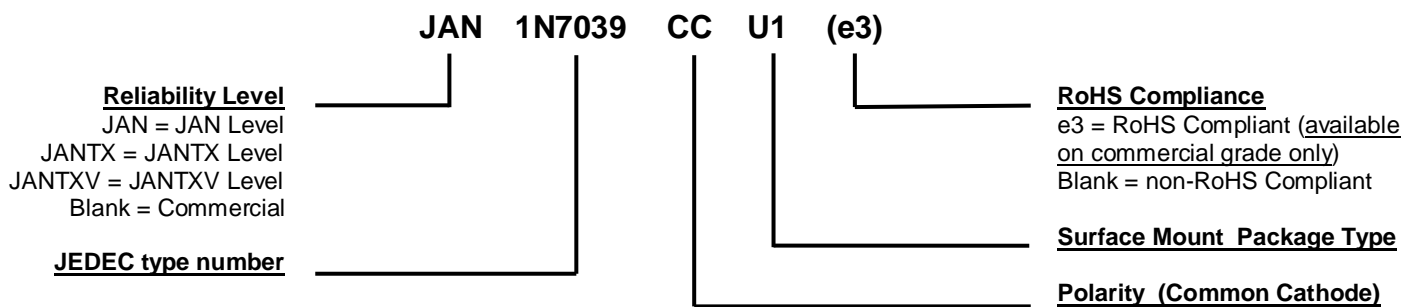 JAN 1N7039 CC U1 (e3)
Reliability Level
JAN = JAN Level
JANTX = JANTX Level
JANTXV = JANTXV Level
Blank = Commercial
JEDEC type number
RoHS Compliance
e3 = RoHS Compliant (available
on commercial grade only)
Blank = non-RoHS Compliant
Surface Mount Package Type
Polarity (Common Cathode)